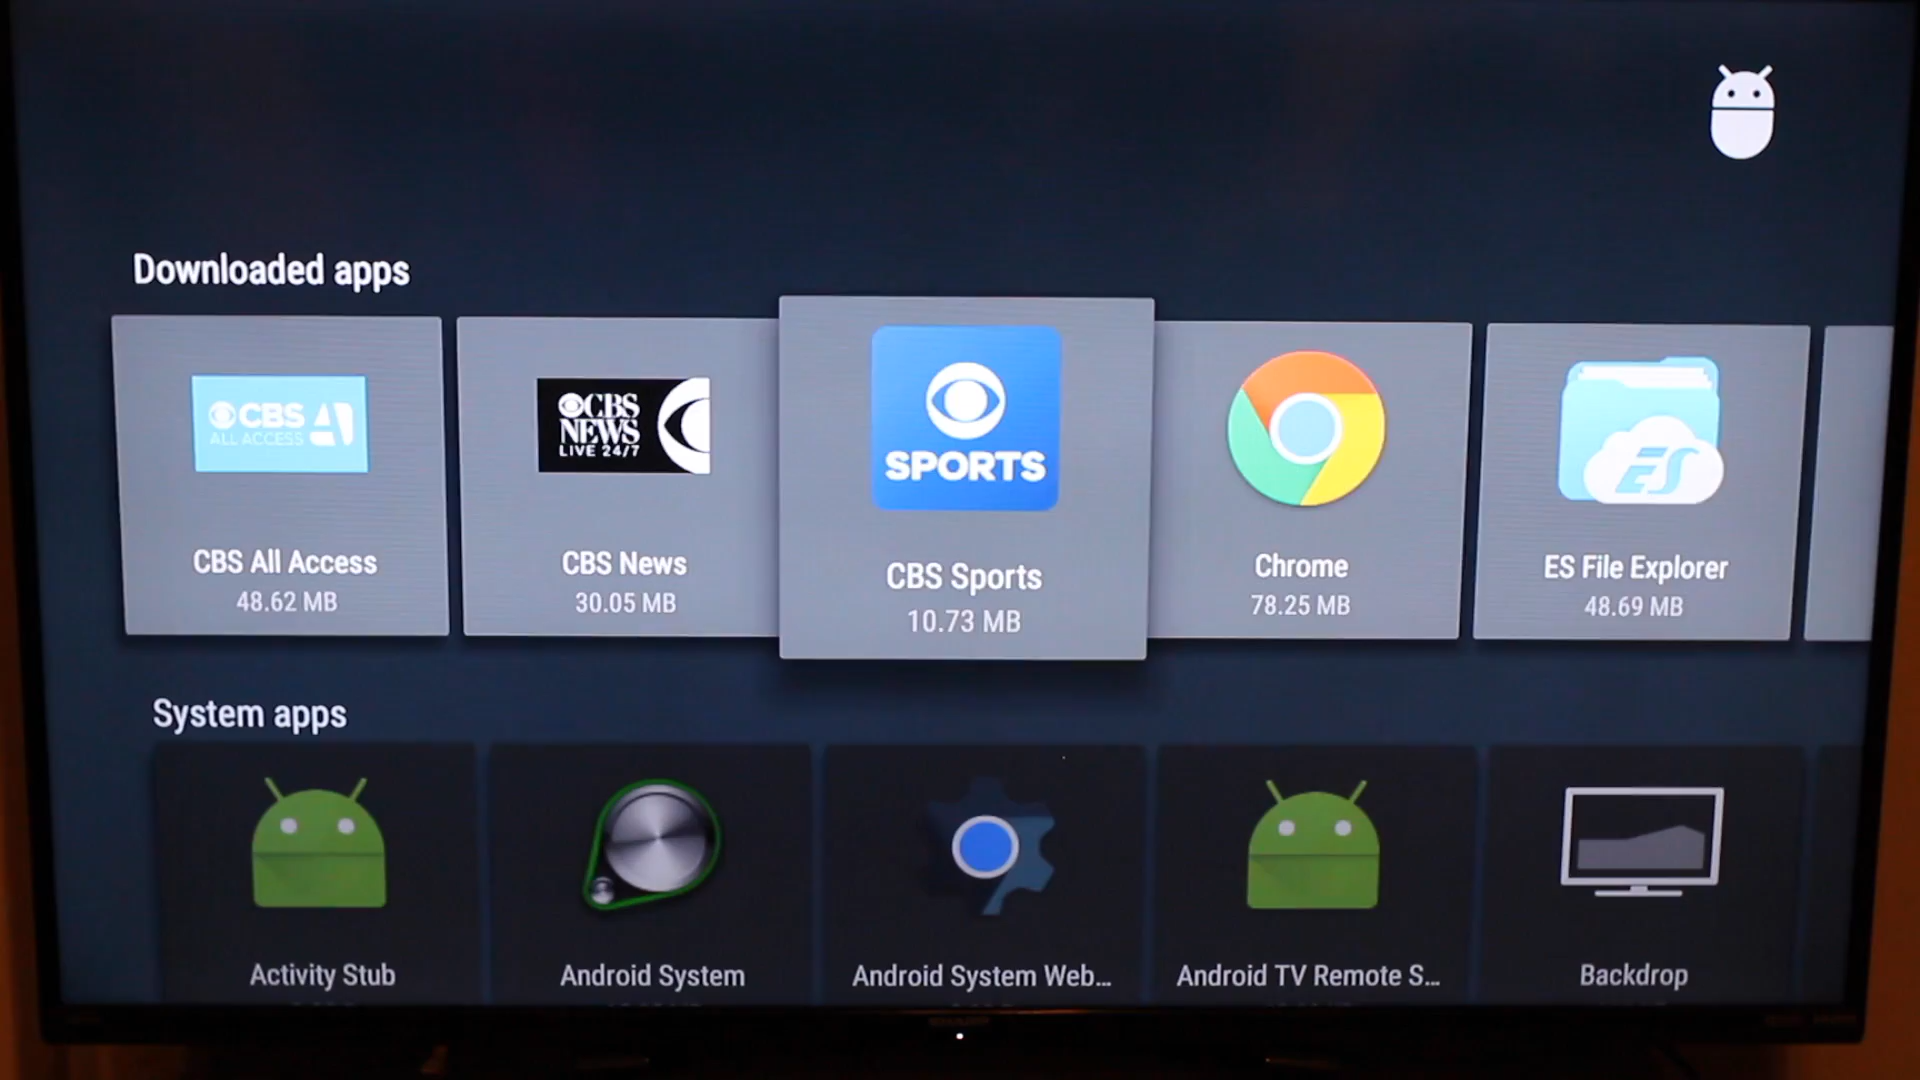 Downloaded apps
CBS
ALL ACCESS
CBS
NEWS
LIVE 24/7
SPORTS
ES
CBS All Access
48.62 MB
CBS News
30.05 MB
CBS Sports
10.73 MB
Chrome
78.25 MB
ES File Explorer
48.69 MB
System apps
Activity Stub
Android System
Android System Web...
Android TV Remote S...
Backdrop